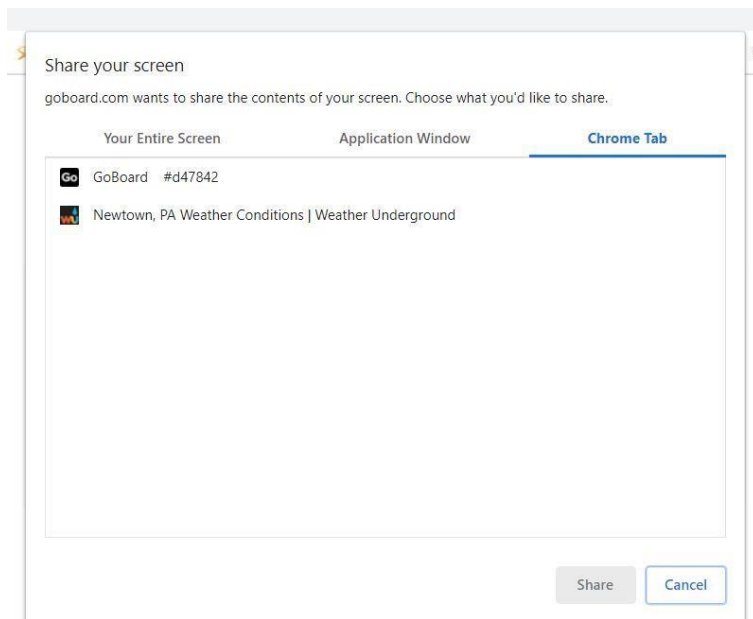 Share your screen
goboard.com wants to share the contents of your screen. Choose what you'd like to share.
Your Entire Screen Application Window Chrome Tab
Go GoBoard #d47842
Newtown, PA Weather Conditions | Weather Underground
Share Cancel